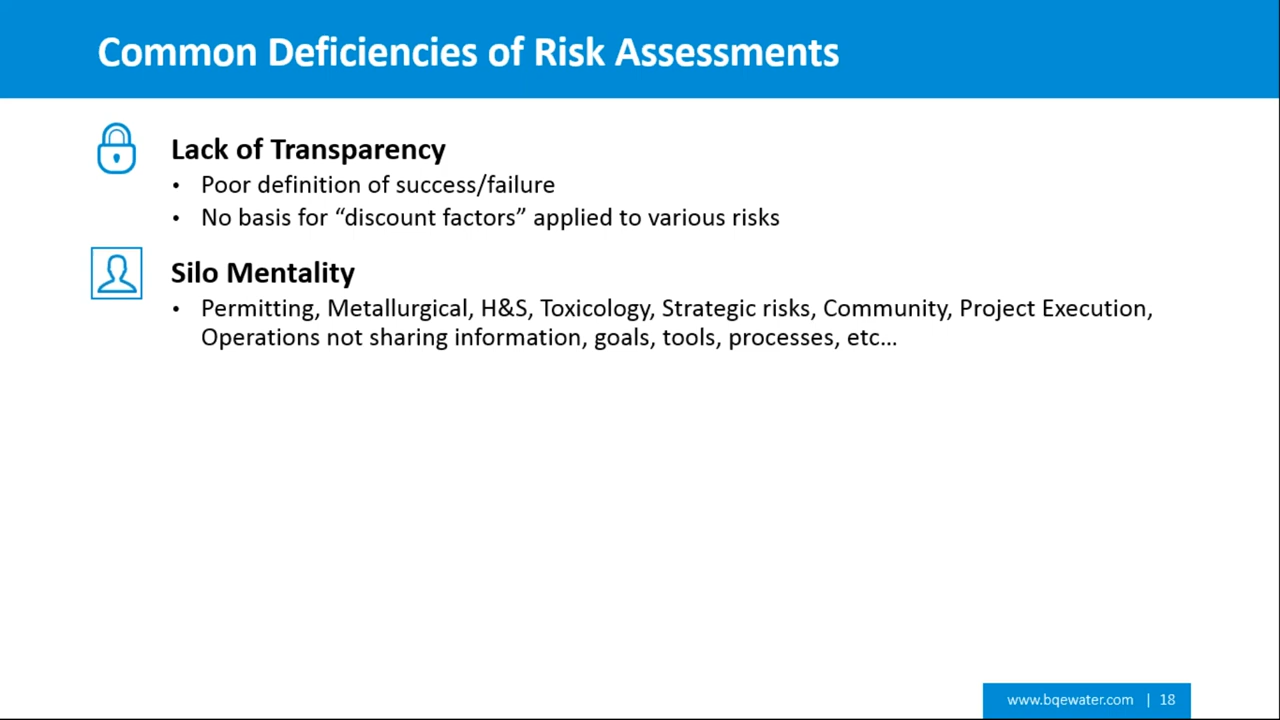 Common Deficiencies of Risk Assessments
Lack of Transparency
• Poor definition of success/failure
• No basis for “discount factors” applied to various risks
Silo Mentality
• Permitting, Metallurgical, H&S, Toxicology, Strategic risks, Community, Project Execution,
Operations not sharing information, goals, tools, processes, etc…
www.bqewater.com | 18